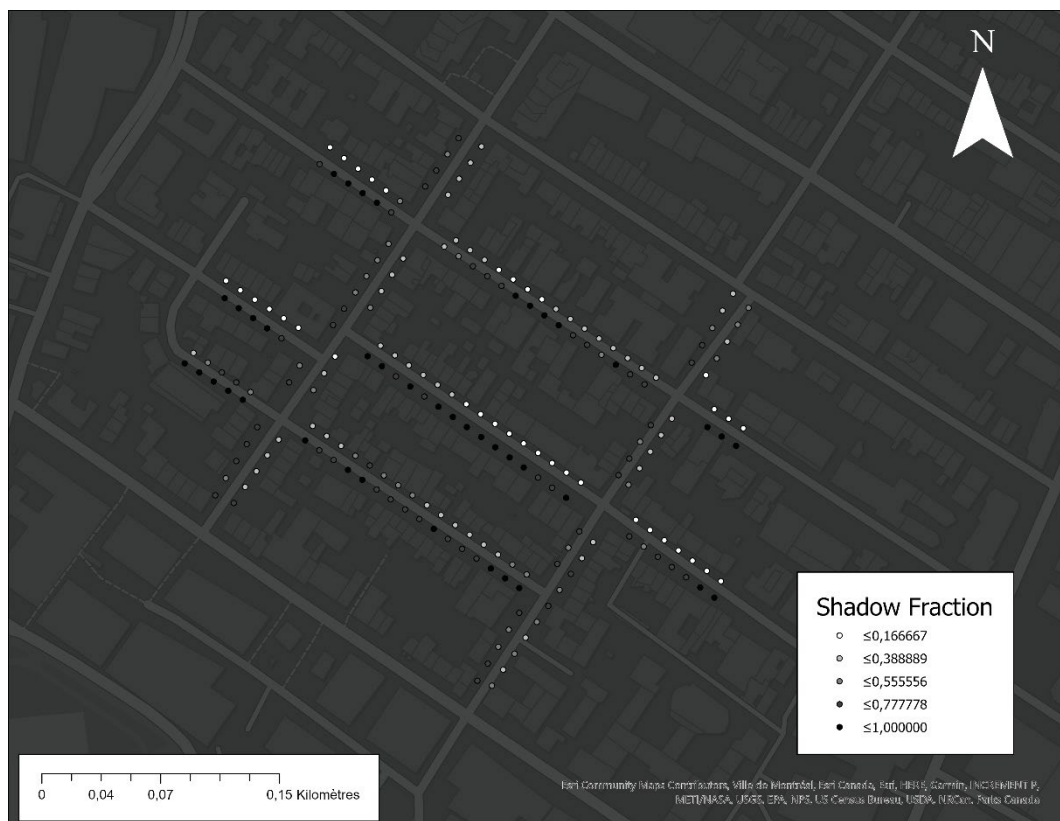 N
Shadow Fraction
≤0,166667
≤0,388889
≤0,555556
≤0,777778
≤1,000000
0 0,04 0,07 0,15 Kilomètres
Esri Community Maps Contributors, Ville de Montréal, Esri Canada, Esri, HERE, Garmin, INCREMENT P,
METI/NASA, USGS, EPA, NPS, US Census Bureau, USDA, NRCan, Parks Canada